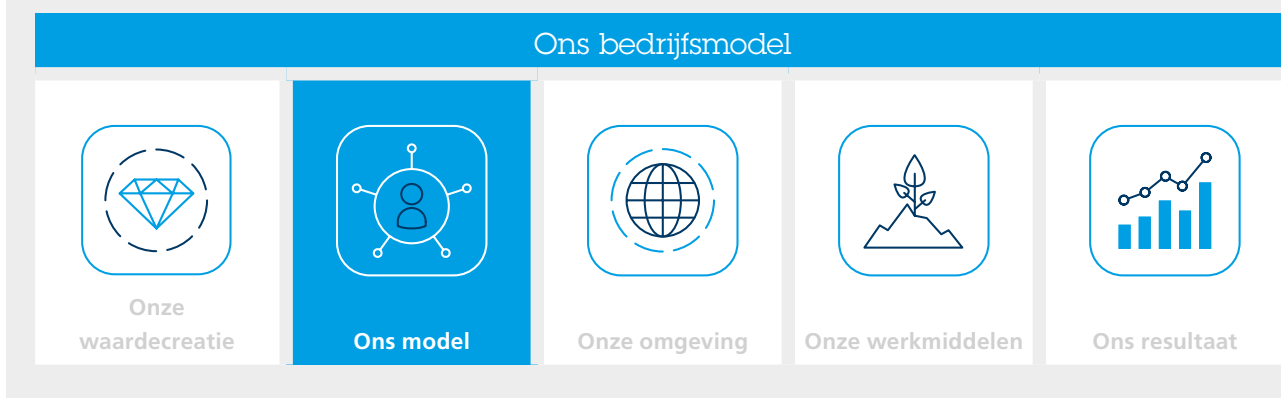 Ons bedrijfsmodel
Onze
waardecreatie
Ons model
Onze omgeving
Onze werkmiddelen
Ons resultaat